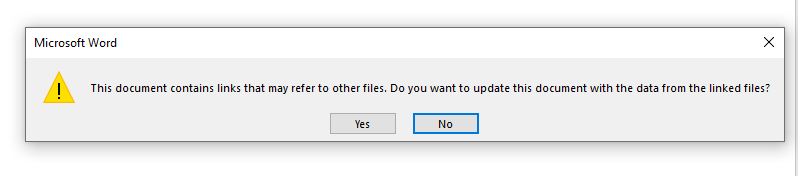 Microsoft Word
This document contains links that may refer to other files. Do you want to update this document with the data from the linked files?
Yes
No